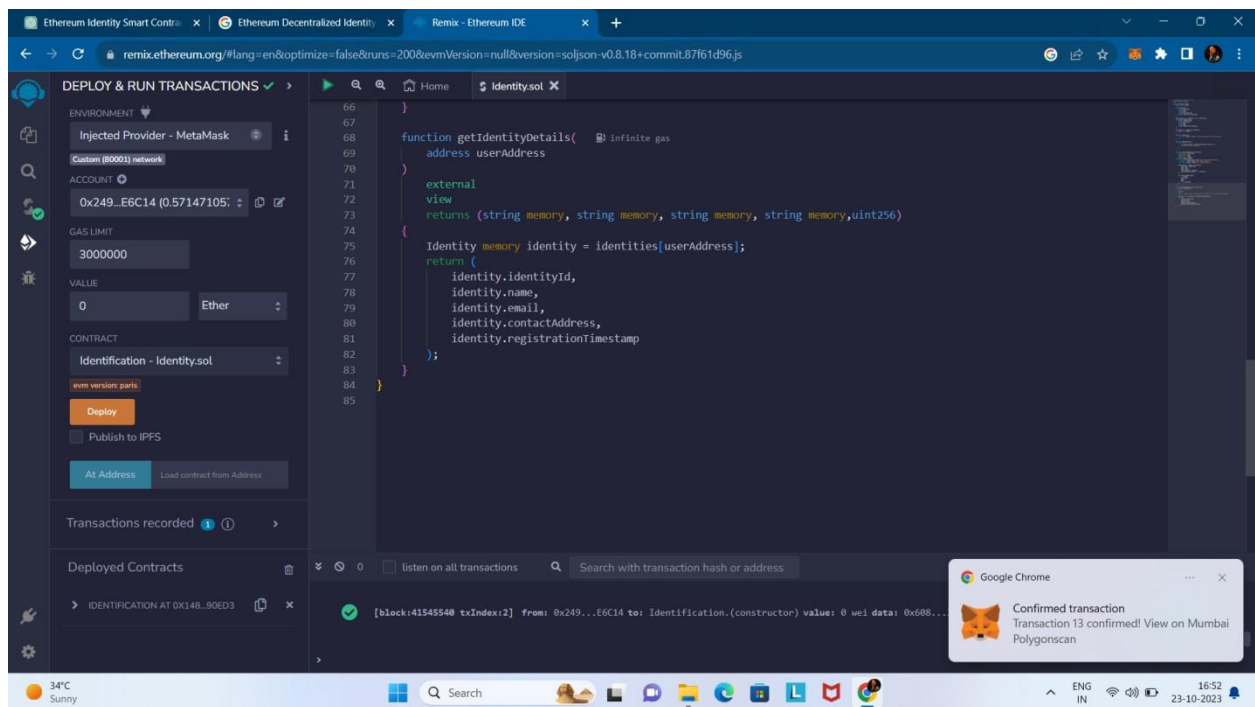 Ethereum Identity Smart Contra
Ethereum Decentralized Identity
Remix - Ethereum IDE
remix.ethereum.org/#lang=en&optimize=false&runs=200&evmVersion=null&version=soljson-v0.8.18+commit.87f61d96.js
DEPLOY & RUN TRANSACTIONS
Home
Identity.sol
ENVIRONMENT
Injected Provider - MetaMask
Custom (80001) network
ACCOUNT
0x249...E6C14 (0.57147105
GAS LIMIT
3000000
VALUE
0
Ether
CONTRACT
Identification - Identity.sol
evm version: paris
Deploy
Publish to IPFS
At Address
Load contract from Address
Transactions recorded 1
Deployed Contracts
IDENTIFICATION AT 0X148...90ED3
66 }
67
68 function getIdentityDetails( infinite gas
69 address userAddress
70 )
71 external
72 view
73 returns (string memory, string memory, string memory, string memory,uint256)
74 {
75 Identity memory identity = identities[userAddress];
76 return (
77 identity.identityId,
78 identity.name,
79 identity.email,
80 identity.contactAddress,
81 identity.registrationTimestamp
82 );
83 }
84 }
85
0
listen on all transactions
Search with transaction hash or address
[block:41545540 txIndex:2] from: 0x249...E6C14 to: Identification.(constructor) value: 0 wei data: 0x608...
>
Google Chrome
Confirmed transaction
Transaction 13 confirmed! View on Mumbai
Polygonscan
34°C
Sunny
Search
ENG
IN
16:52
23-10-2023